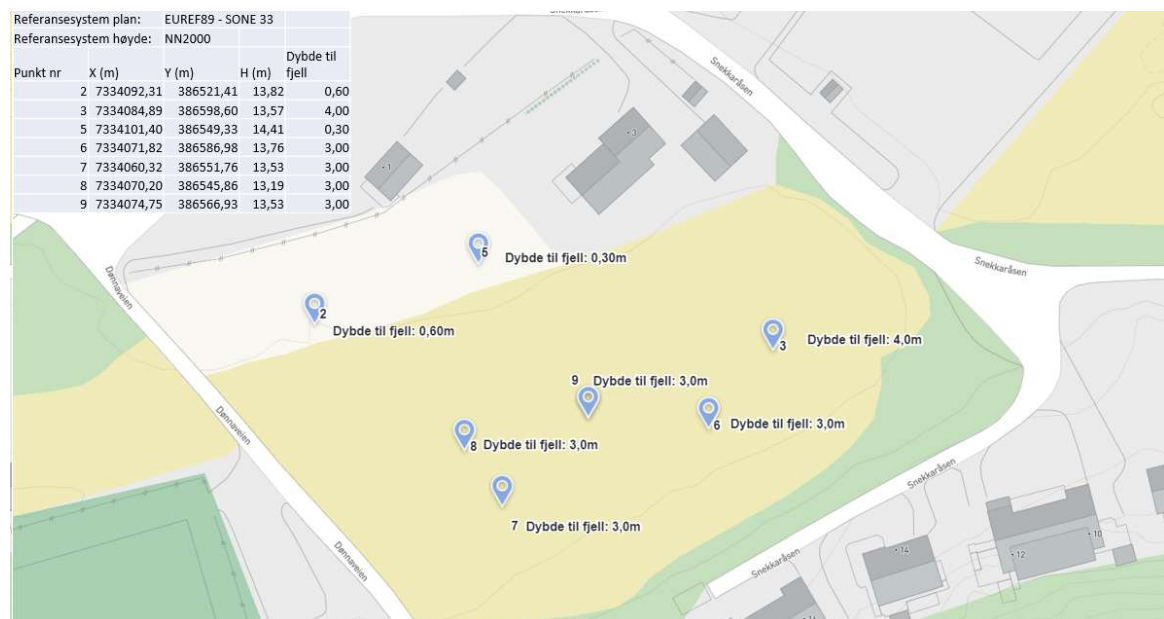 Referansesystem plan: EUREF89 - SONE 33
Referansesystem høyde: NN2000
Punkt nr X (m) Y (m) H (m) Dybde til fjell
2 7334092,31 386521,41 13,82 0,60
3 7334084,89 386598,60 13,57 4,00
5 7334101,40 386549,33 14,41 0,30
6 7334071,82 386586,98 13,76 3,00
7 7334060,32 386551,76 13,53 3,00
8 7334070,20 386545,86 13,19 3,00
9 7334074,75 386566,93 13,53 3,00
Snekkaråsen
3
1
5 Dybde til fjell: 0,30m
Snekkaråsen
Dønnaveien
2
Dybde til fjell: 0,60m
3 Dybde til fjell: 4,0m
9 Dybde til fjell: 3,0m
Dønnaveien
6 Dybde til fjell: 3,0m
8 Dybde til fjell: 3,0m
Snekkaråsen
7 Dybde til fjell: 3,0m
10
14
12
Dønnaveien
Snekkaråsen